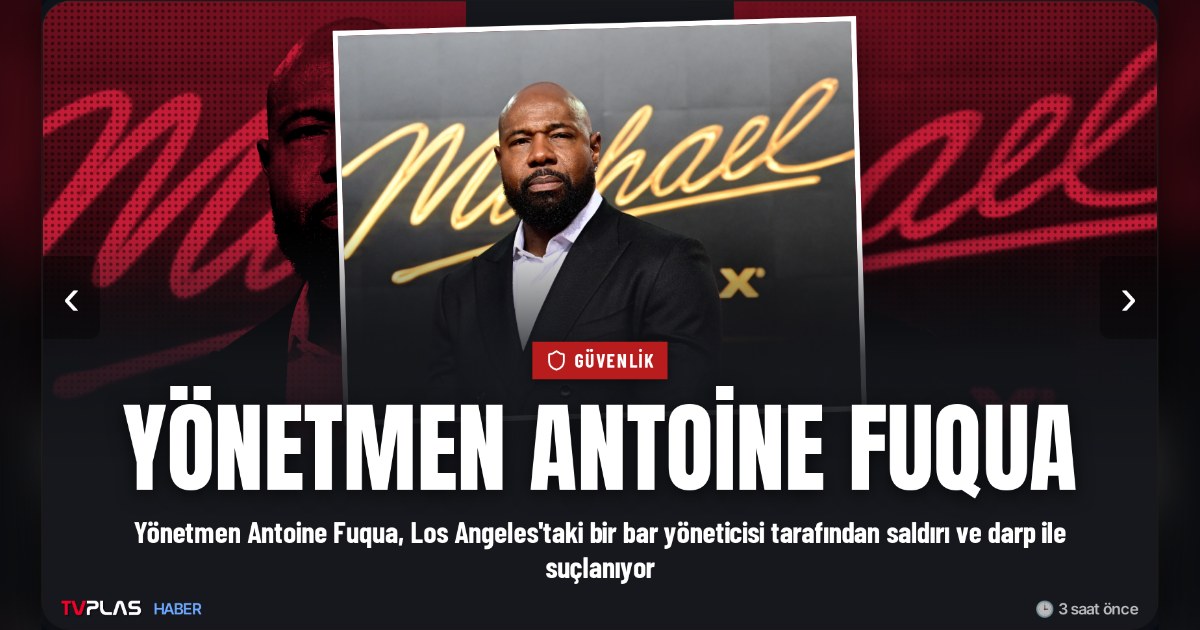 Michael
X
GÜVENLİK
YÖNETMEN ANTOİNE FUQUA
Yönetmen Antoine Fuqua, Los Angeles'taki bir bar yöneticisi tarafından saldırı ve darp ile
suçlanıyor
TVPLAS HABER
3 saat önce